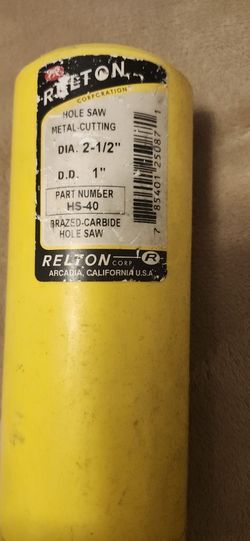 RELTON
CORPORATION
HOLE SAW
METAL-CUTTING
DIA. 2-1/2"
D.D. 1"
PART NUMBER
HS-40
BRAZED-CARBIDE
HOLE SAW
RELTON CORP R
ARCADIA, CALIFORNIA U.S.A.
7 85401 25087 1